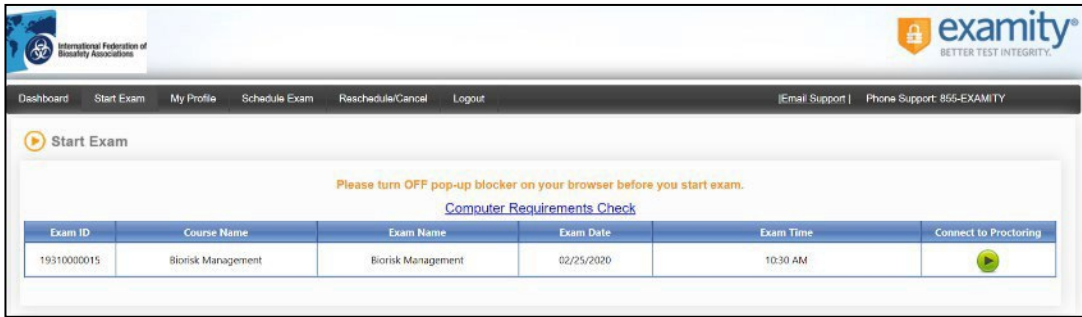 International Federation of
Biosafety Associations
examity®
BETTER TEST INTEGRITY.
Dashboard Start Exam My Profile Schedule Exam Reschedule/Cancel Logout |Email Support | Phone Support: 855-EXAMITY
Start Exam
Please turn OFF pop-up blocker on your browser before you start exam.
Computer Requirements Check
Exam ID Course Name Exam Name Exam Date Exam Time Connect to Proctoring
19310000015 Biorisk Management Biorisk Management 02/25/2020 10:30 AM